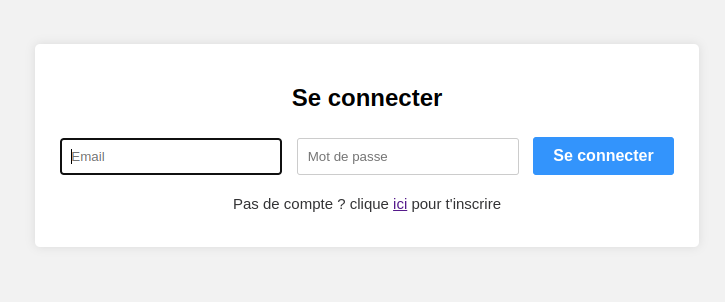 Se connecter
Email
Mot de passe
Se connecter
Pas de compte ? clique ici pour t'inscrire